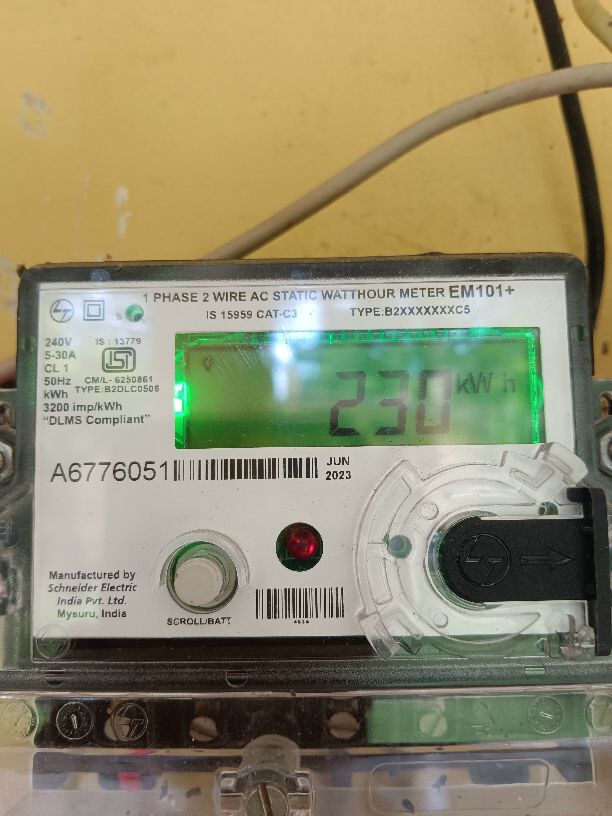 1 PHASE 2 WIRE AC STATIC WATTHOUR METER EM101+
IS 15959 CAT-C3 TYPE:B2XXXXXXXC5
240V IS : 13779
5-30A
CL 1
50Hz CM/L- 6250861
kWh TYPE:B2DLC0506
3200 imp/kWh
“DLMS Compliant”
230 kWh
A6776051 JUN
2023
Manufactured by
Schneider Electric
India Pvt. Ltd.
Mysuru, India
SCROLL/BATT